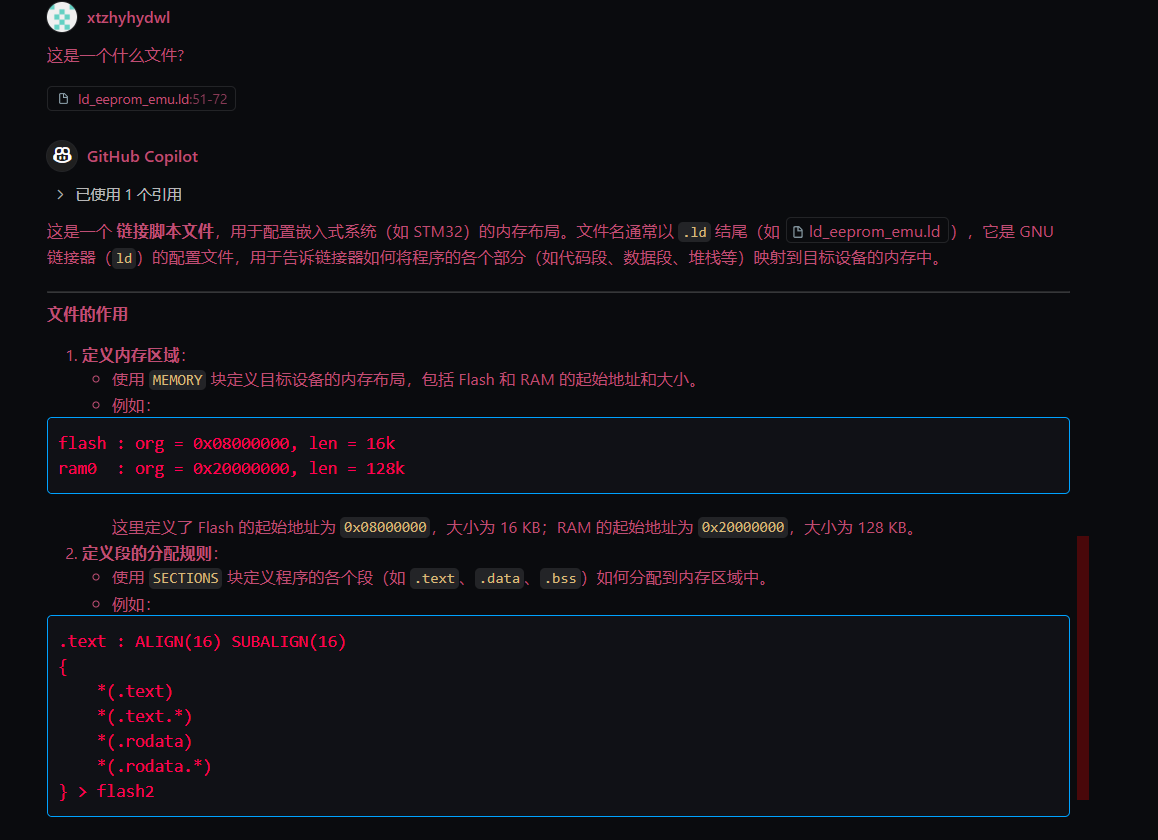 xtzhyhydwl
这是一个什么文件?
ld_eeprom_emu.ld:51-72
GitHub Copilot
已使用 1 个引用
这是一个 链接脚本文件，用于配置嵌入式系统（如 STM32）的内存布局。文件名通常以 .ld 结尾（如 ld_eeprom_emu.ld ），它是 GNU
链接器（ld）的配置文件，用于告诉链接器如何将程序的各个部分（如代码段、数据段、堆栈等）映射到目标设备的内存中。
文件的作用
1. 定义内存区域：
使用 MEMORY 块定义目标设备的内存布局，包括 Flash 和 RAM 的起始地址和大小。
例如：
flash : org = 0x08000000, len = 16k
ram0  : org = 0x20000000, len = 128k
这里定义了 Flash 的起始地址为 0x08000000，大小为 16 KB；RAM 的起始地址为 0x20000000，大小为 128 KB。
2. 定义段的分配规则：
使用 SECTIONS 块定义程序的各个段（如 .text、.data、.bss）如何分配到内存区域中。
例如：
.text : ALIGN(16) SUBALIGN(16)
{
    *(.text)
    *(.text.*)
    *(.rodata)
    *(.rodata.*)
} > flash2